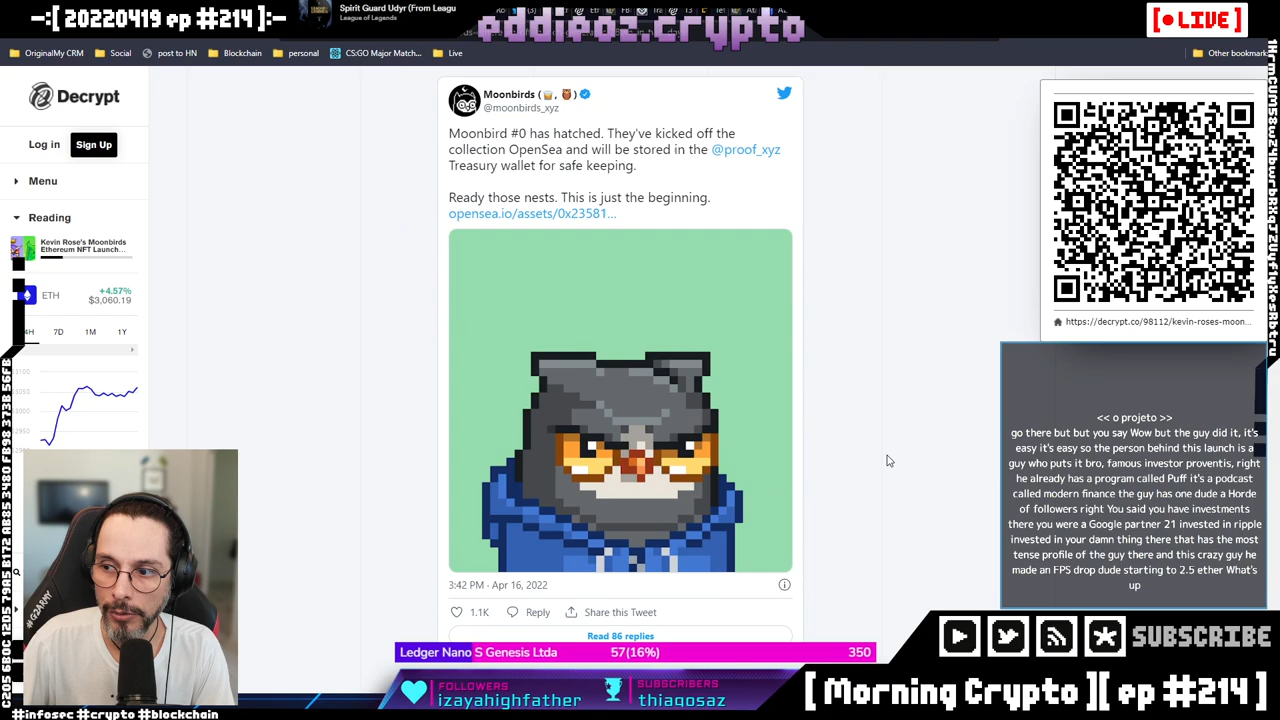 -:[ 20220419 ep #214 ]:-
Spirit Guard Udyr (From Leagu
League of Legends
eddieoz.crypto
[ LIVE ]
OriginalMy CRM
Social
post to HN
Blockchain
personal
CS:GO Major Match...
Live
Other bookmark
Decrypt
Log in
Sign Up
Menu
Reading
Kevin Rose's Moonbirds
Ethereum NFT Launch...
ETH
+4.57%
$3,060.19
7D
1M
1Y
Moonbirds (🥃, 🦉)
@moonbirds_xyz
Moonbird #0 has hatched. They've kicked off the
collection OpenSea and will be stored in the @proof_xyz
Treasury wallet for safe keeping.
Ready those nests. This is just the beginning.
opensea.io/assets/0x23581...
3:42 PM - Apr 16, 2022
1.1K
Reply
Share this Tweet
Read 86 replies
https://decrypt.co/98112/kevin-roses-moon...
<< o projeto >>
go there but but you say Wow but the guy did it, it's
easy it's easy so the person behind this launch is a
guy who puts it bro, famous investor proventis, right
he already has a program called Puff it's a podcast
called modern finance the guy has one dude a Horde
of followers right You said you have investments
there you were a Google partner 21 invested in ripple
invested in your damn thing there that has the most
tense profile of the guy there and this crazy guy he
made an FPS drop dude starting to 2.5 ether What's
up
Ledger Nano S Genesis Ltda
57(16%)
350
FOLLOWERS
izayahighfather
SUBSCRIBERS
thiagosaz
SUBSCRIBE
[ Morning Crypto ][ ep #214 ]
#infosec #crypto #blockchain